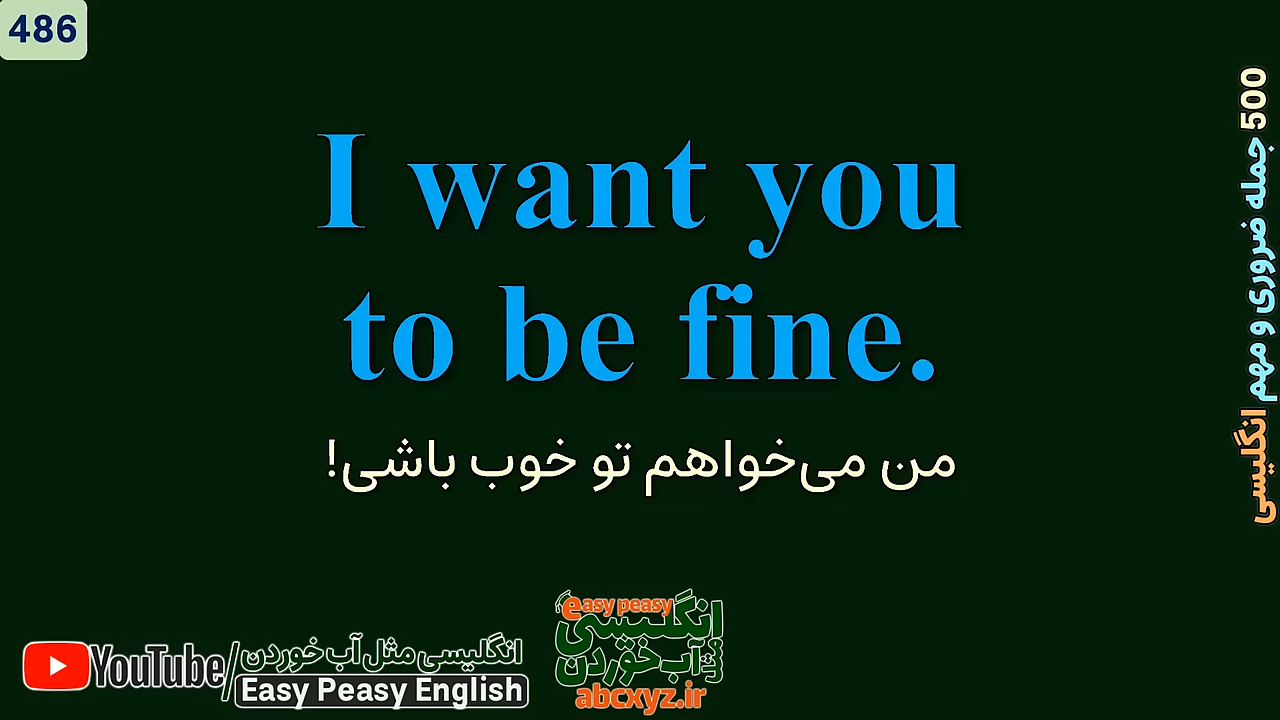 486
I want you
to be fine.
من می‌خواهم تو خوب باشی!
500 جمله ضروری و مهم انگلیسی
YouTube/انگلیسی مثل آب خوردن
Easy Peasy English
easy peasy
انگلیسی
مثل آب خوردن
abcxyz.ir